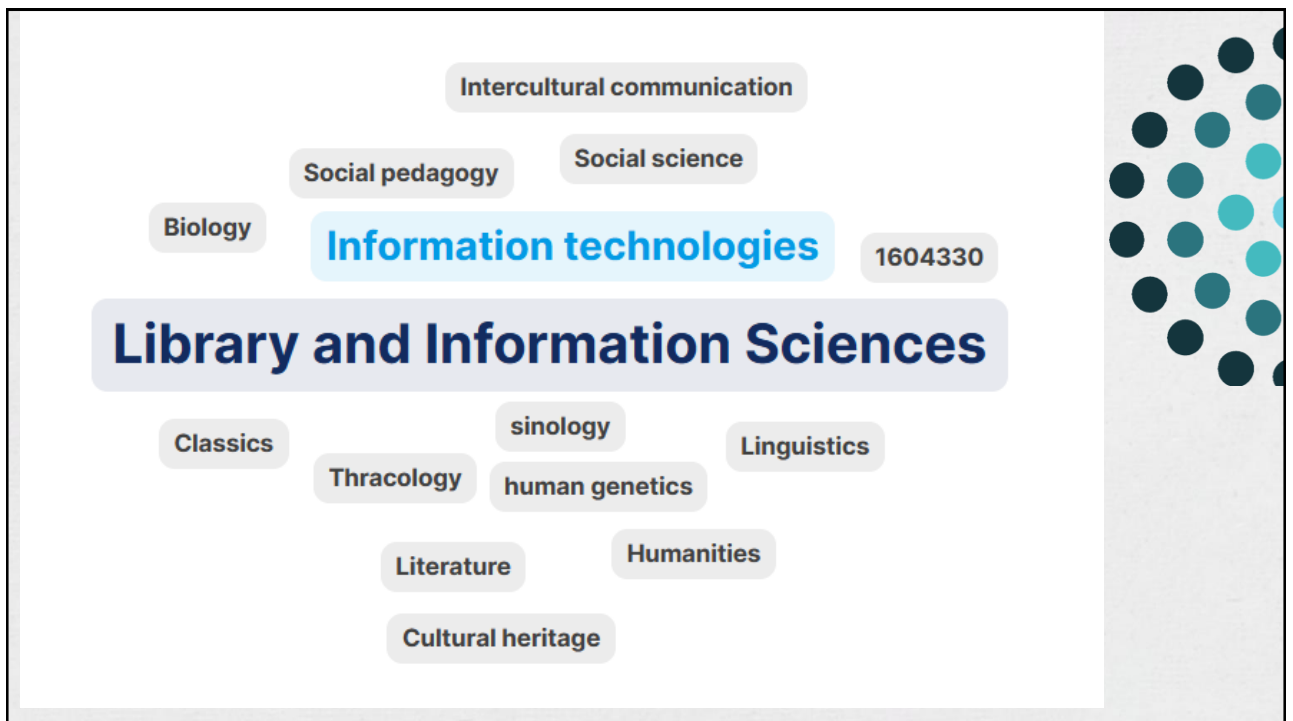 Intercultural communication
Social science
Social pedagogy
Biology
Information technologies
1604330
Library and Information Sciences
Classics
sinology
Linguistics
Thracology
human genetics
Literature
Humanities
Cultural heritage